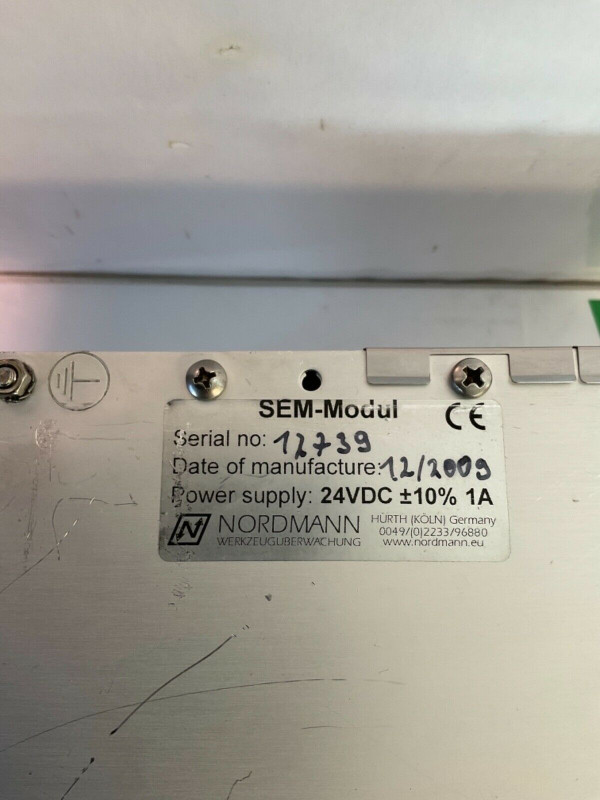 SEM-Modul CE
Serial no: 12739
Date of manufacture: 12/2009
Power supply: 24VDC ±10% 1A
NORDMANN
WERKZEUGÜBERWACHUNG
HÜRTH (KÖLN) Germany
0049/(0)2233/96880
www.nordmann.eu